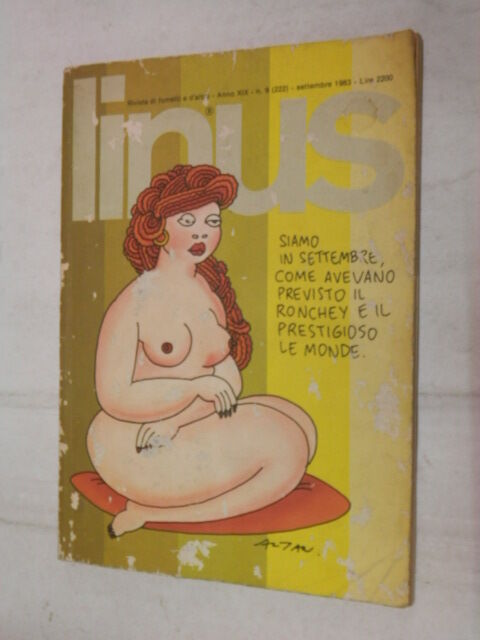 linus
Rivista di fumetti e d'altro - Anno XIX - n. 9 (222) - settembre 1983 - Lire 2200
SIAMO
IN SETTEMBRE,
COME AVEVANO
PREVISTO IL
RONCHEY E IL
PRESTIGIOSO
LE MONDE.
ALTAN.